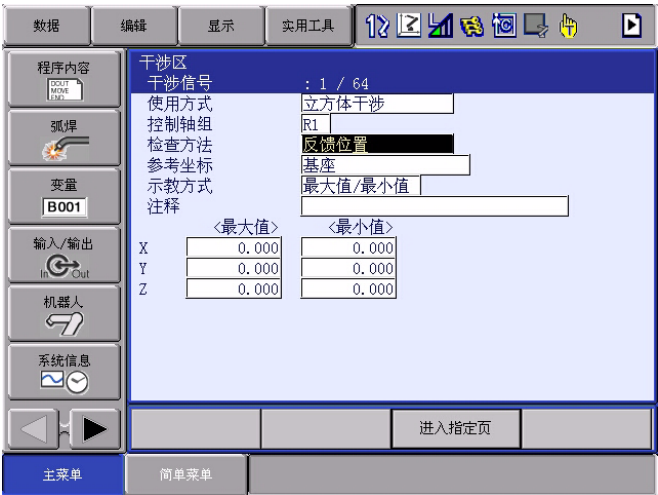 数据 编辑 显示 实用工具
程序内容
DOUT
MOVE
END
弧焊
变量
B001
输入/输出
In Out
机器人
系统信息
干涉区
干涉信号 : 1 / 64
使用方式 立方体干涉
控制轴组 R1
检查方法 反馈位置
参考坐标 基座
示教方式 最大值/最小值
注释
<最大值> <最小值>
X 0.000 0.000
Y 0.000 0.000
Z 0.000 0.000
进入指定页
主菜单 简单菜单